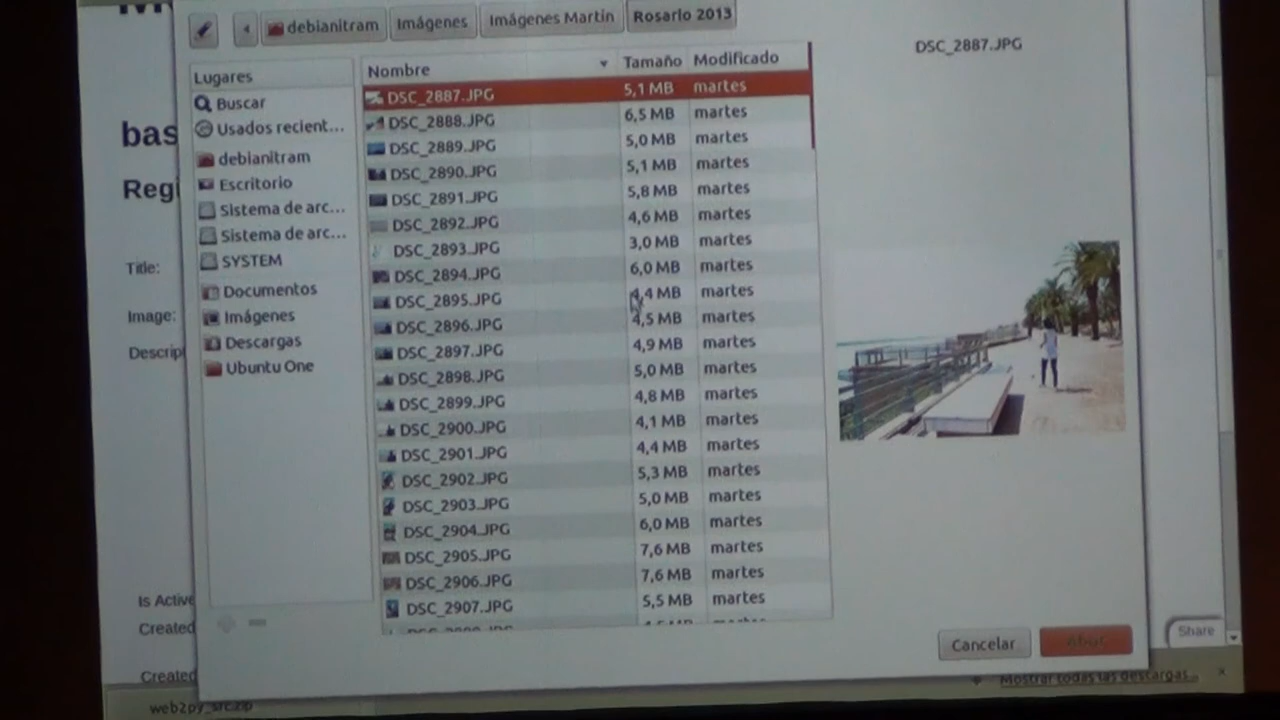 debianitram Imágenes Imágenes Martin Rosario 2013
DSC_2887.JPG
Lugares
Buscar
Usados recient...
debianitram
Escritorio
Sistema de arc...
Sistema de arc...
SYSTEM
Documentos
Imágenes
Descargas
Ubuntu One
Nombre Tamaño Modificado
DSC_2887.JPG 5,1 MB martes
DSC_2888.JPG 6,5 MB martes
DSC_2889.JPG 5,0 MB martes
DSC_2890.JPG 5,1 MB martes
DSC_2891.JPG 5,8 MB martes
DSC_2892.JPG 4,6 MB martes
DSC_2893.JPG 3,0 MB martes
DSC_2894.JPG 6,0 MB martes
DSC_2895.JPG 4,4 MB martes
DSC_2896.JPG 4,5 MB martes
DSC_2897.JPG 4,9 MB martes
DSC_2898.JPG 5,0 MB martes
DSC_2899.JPG 4,8 MB martes
DSC_2900.JPG 4,1 MB martes
DSC_2901.JPG 4,4 MB martes
DSC_2902.JPG 5,3 MB martes
DSC_2903.JPG 5,0 MB martes
DSC_2904.JPG 6,0 MB martes
DSC_2905.JPG 7,6 MB martes
DSC_2906.JPG 7,6 MB martes
DSC_2907.JPG 5,5 MB martes
bas
Regi
Title:
Image:
Descrip
Is Active
Created
Created
Cancelar Abrir
Share
Mostrar todas las descargas...
web2py_src.zip